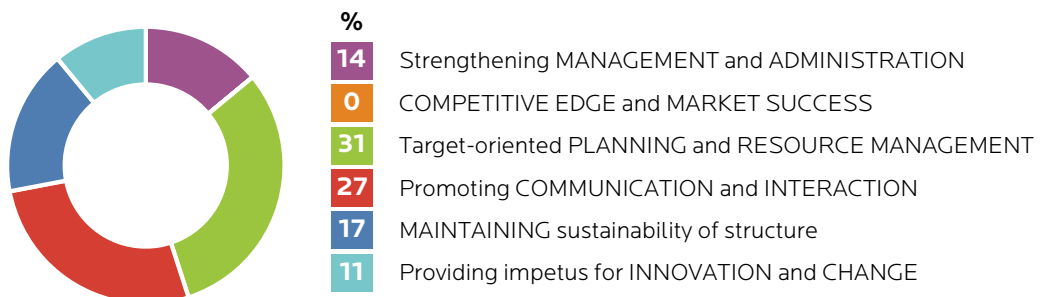 %
14 Strengthening MANAGEMENT and ADMINISTRATION
0 COMPETITIVE EDGE and MARKET SUCCESS
31 Target-oriented PLANNING and RESOURCE MANAGEMENT
27 Promoting COMMUNICATION and INTERACTION
17 MAINTAINING sustainability of structure
11 Providing impetus for INNOVATION and CHANGE